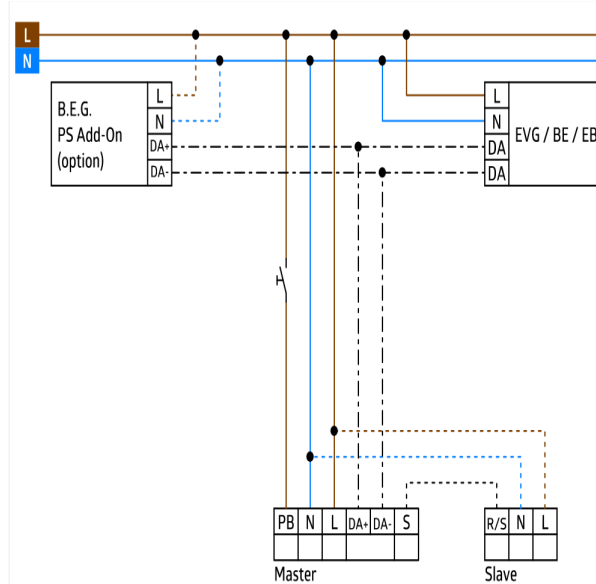 L
N
B.E.G.
PS Add-On
(option)
L
N
DA+
DA-
L
N
DA
DA
EVG / BE / EB
PB N L DA+ DA- S
R/S N L
Master
Slave